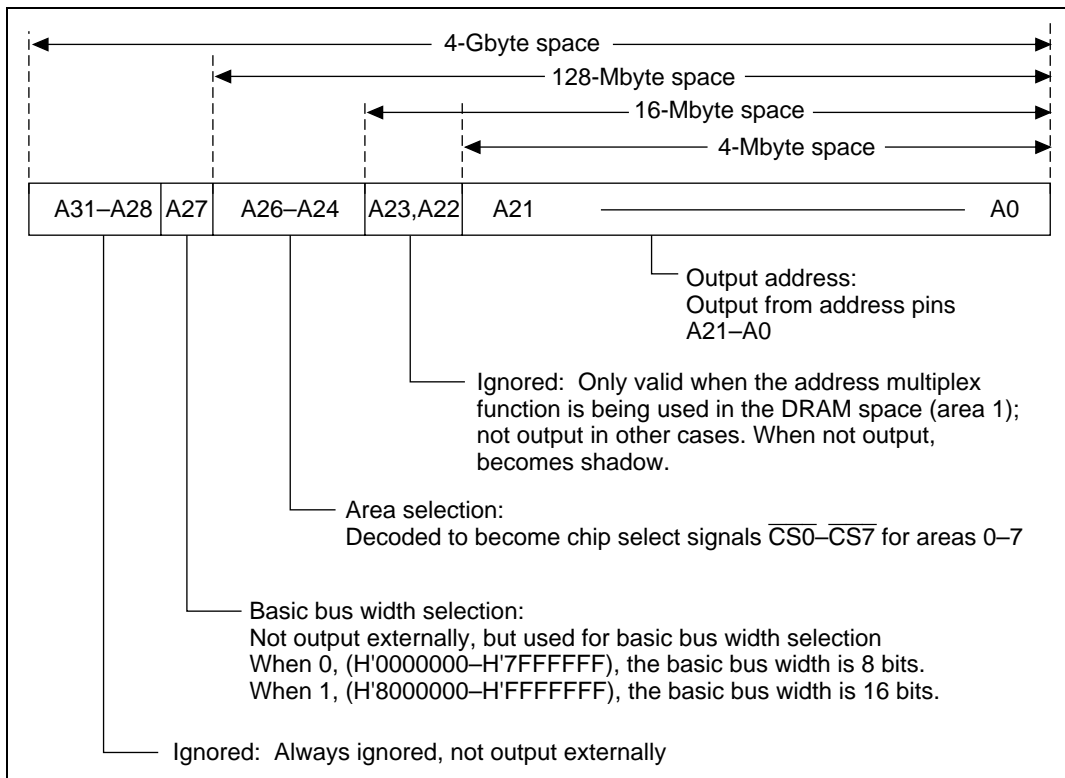 4-Gbyte space
128-Mbyte space
16-Mbyte space
4-Mbyte space
A31–A28 A27 A26–A24 A23,A22 A21 A0
Output address:
Output from address pins
A21–A0
Ignored: Only valid when the address multiplex
function is being used in the DRAM space (area 1);
not output in other cases. When not output,
becomes shadow.
Area selection:
Decoded to become chip select signals C̅S̅0̅–C̅S̅7̅ for areas 0–7
Basic bus width selection:
Not output externally, but used for basic bus width selection
When 0, (H'0000000–H'7FFFFFF), the basic bus width is 8 bits.
When 1, (H'8000000–H'FFFFFFF), the basic bus width is 16 bits.
Ignored: Always ignored, not output externally